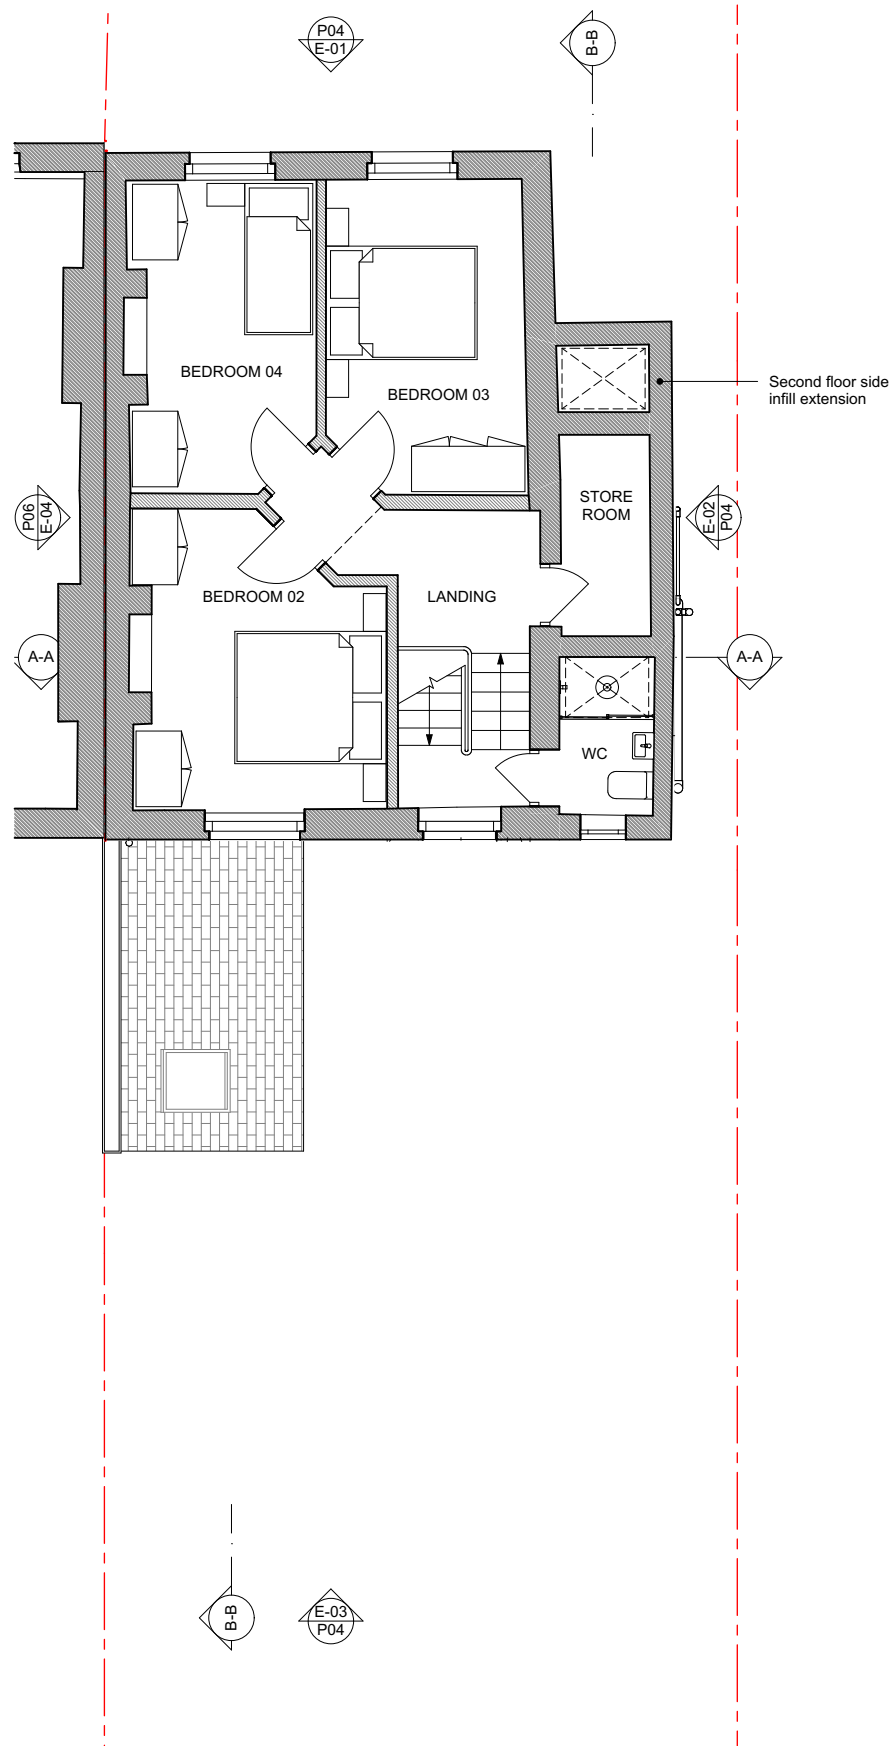 P04
E-01
B-B
BEDROOM 04
BEDROOM 03
Second floor side
infill extension
STORE
ROOM
P06
E-04
E-02
P04
BEDROOM 02
LANDING
A-A
A-A
WC
B-B
E-03
P04